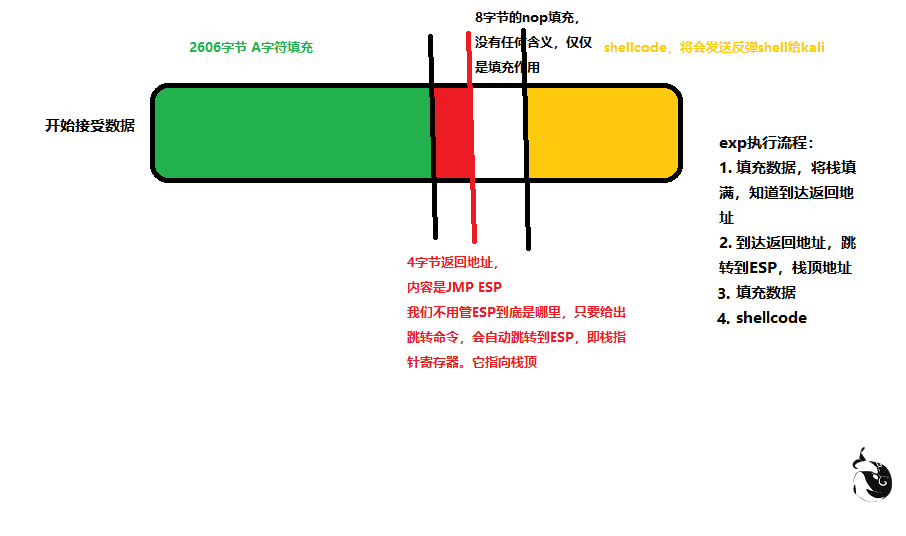 2606字节 A字符填充
8字节的nop填充，
没有任何含义，仅仅
是填充作用
shellcode，将会发送反弹shell给kali
开始接受数据
4字节返回地址，
内容是JMP ESP
我们不用管ESP到底是哪里，只要给出
跳转命令，会自动跳转到ESP，即栈指
针寄存器。它指向栈顶
exp执行流程：
1. 填充数据，将栈填
满，知道到达返回地
址
2. 到达返回地址，跳
转到ESP，栈顶地址
3. 填充数据
4. shellcode